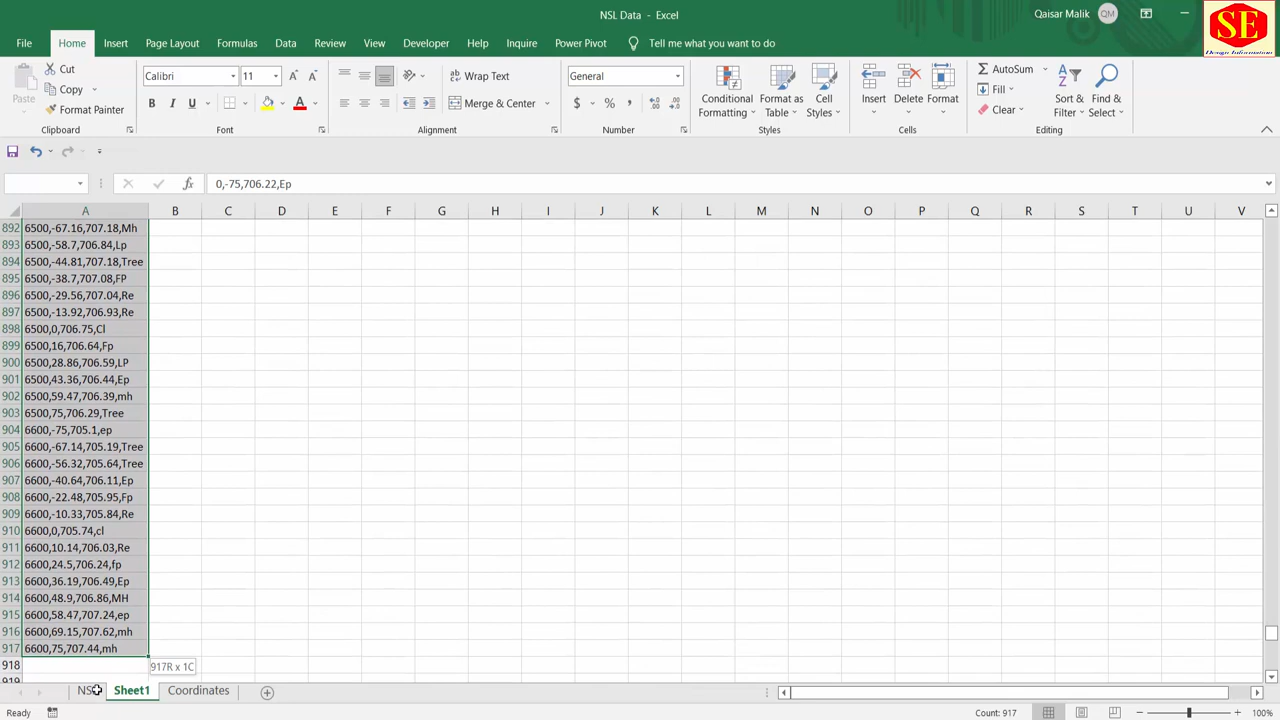 NSL Data - Excel
Qaisar Malik QM
SE
Design Information
File Home Insert Page Layout Formulas Data Review View Developer Help Inquire Power Pivot Tell me what you want to do
Cut
Copy
Format Painter
Paste
Clipboard
Calibri 11
B I U
Font
Wrap Text
Merge & Center
Alignment
General
$ % ,
Number
Conditional Formatting
Format as Table
Cell Styles
Styles
Insert
Delete
Format
Cells
AutoSum
Fill
Clear
Sort & Filter
Find & Select
Editing
fx 0,-75,706.22,Ep
A B C D E F G H I J K L M N O P Q R S T U V
892 6500,-67.16,707.18,Mh
893 6500,-58.7,706.84,Lp
894 6500,-44.81,707.18,Tree
895 6500,-38.7,707.08,FP
896 6500,-29.56,707.04,Re
897 6500,-13.92,706.93,Re
898 6500,0,706.75,Cl
899 6500,16,706.64,Fp
900 6500,28.86,706.59,LP
901 6500,43.36,706.44,Ep
902 6500,59.47,706.39,mh
903 6500,75,706.29,Tree
904 6600,-75,705.1,ep
905 6600,-67.14,705.19,Tree
906 6600,-56.32,705.64,Tree
907 6600,-40.64,706.11,Ep
908 6600,-22.48,705.95,Fp
909 6600,-10.33,705.84,Re
910 6600,0,705.74,cl
911 6600,10.14,706.03,Re
912 6600,24.5,706.24,fp
913 6600,36.19,706.49,Ep
914 6600,48.9,706.86,MH
915 6600,58.47,707.24,ep
916 6600,69.15,707.62,mh
917 6600,75,707.44,mh
918
917R x 1C
919
Sheet1 Coordinates
Ready
Count: 917
100%